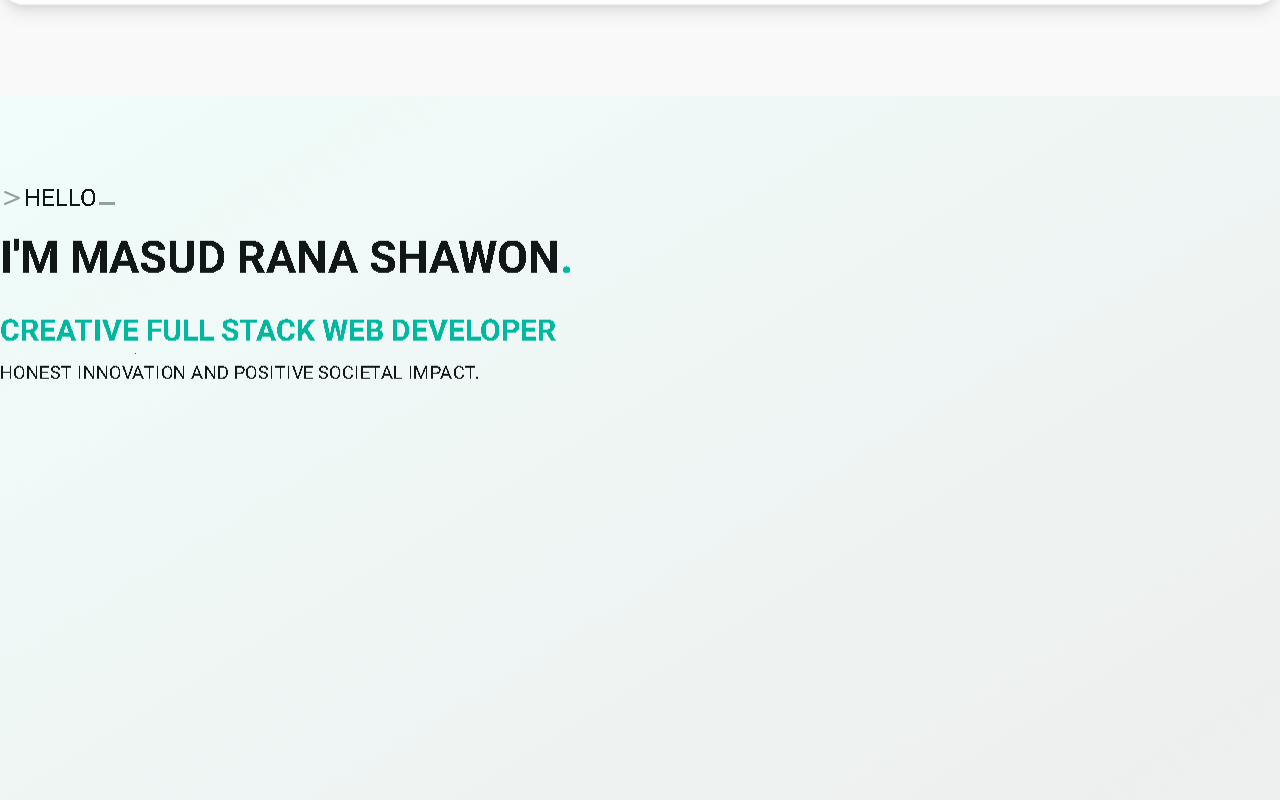 >HELLO_
I'M MASUD RANA SHAWON.
CREATIVE FULL STACK WEB DEVELOPER
HONEST INNOVATION AND POSITIVE SOCIETAL IMPACT.